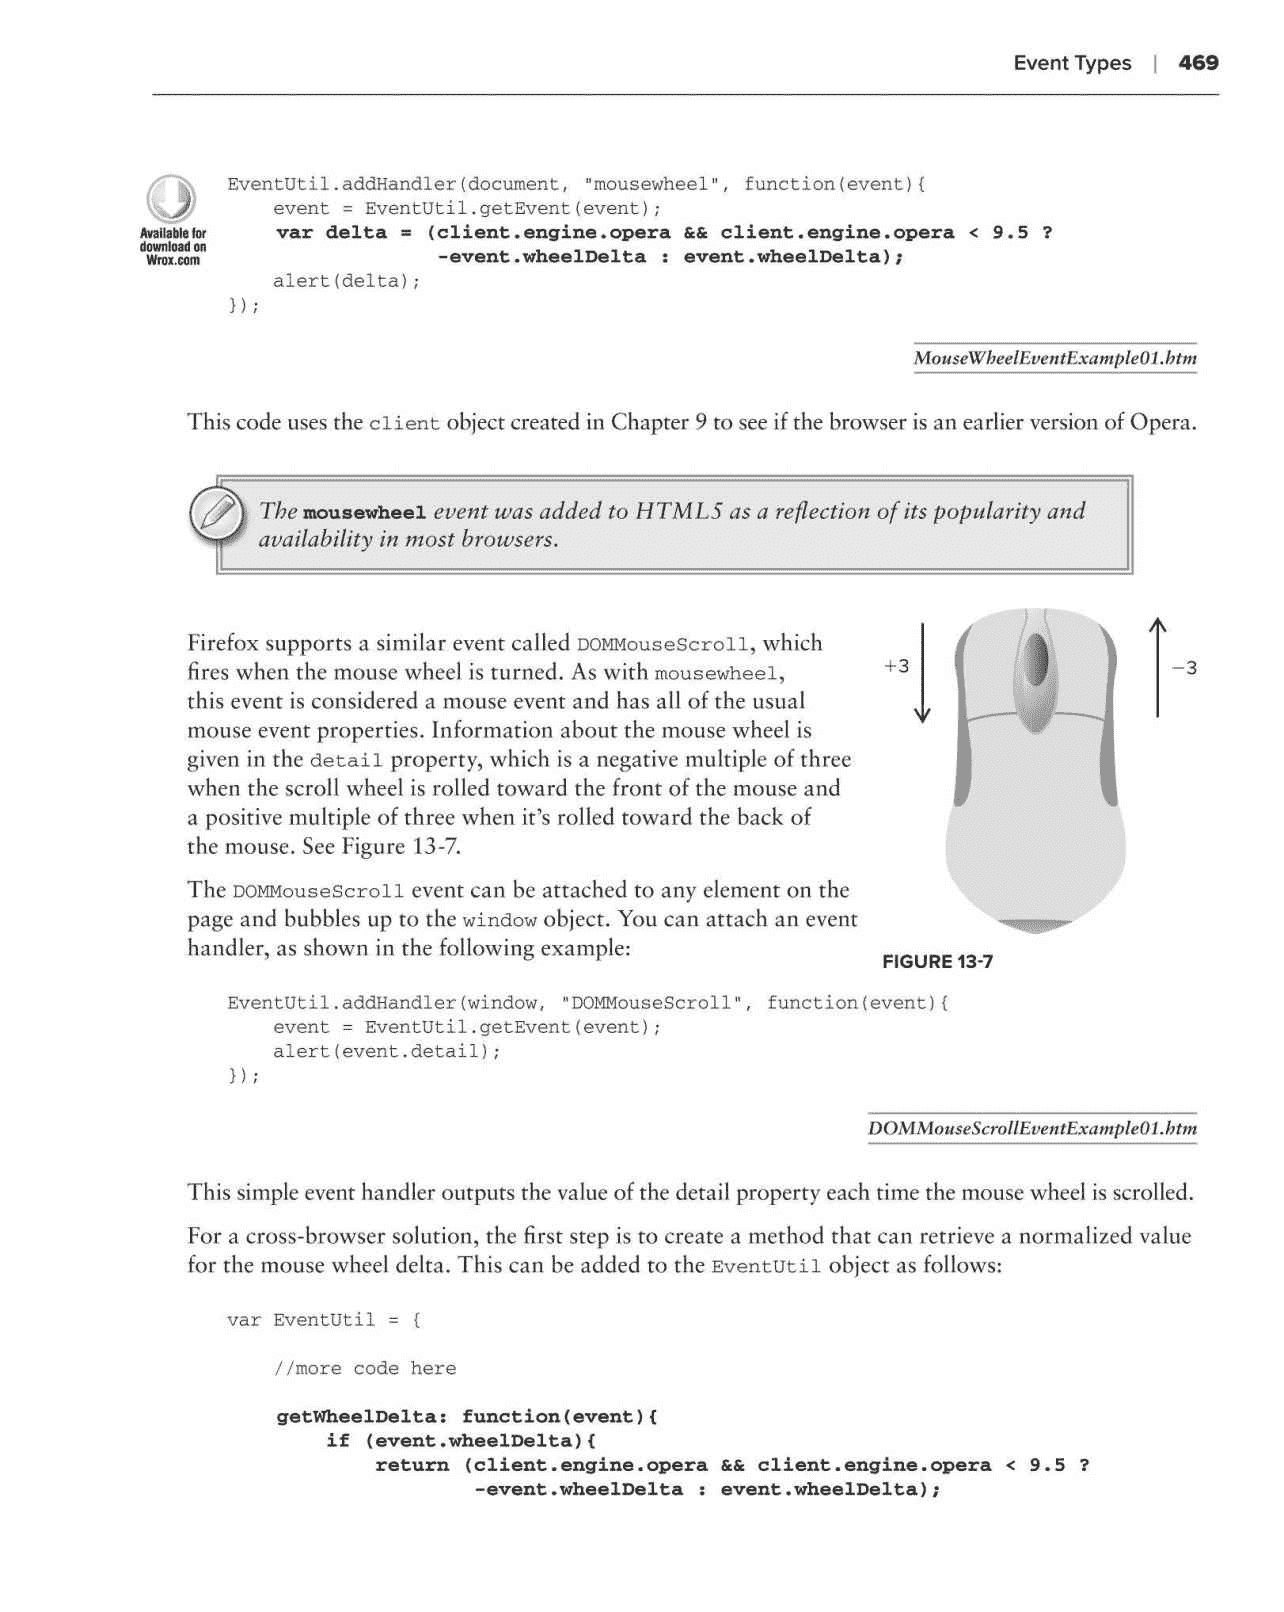 Event Types | 469
EventUtil.addHandler(document, "mousewheel", function(event){
event = EventUtil.getEvent(event);
var delta = (client.engine.opera && client.engine.opera < 9.5 ?
-event.wheelDelta : event.wheelDelta);
alert(delta);
});
Available for
download on
Wrox.com
MouseWheelEventExample01.htm
This code uses the client object created in Chapter 9 to see if the browser is an earlier version of Opera.
The mousewheel event was added to HTML5 as a reflection of its popularity and
availability in most browsers.
Firefox supports a similar event called DOMMouseScroll, which
fires when the mouse wheel is turned. As with mousewheel,
this event is considered a mouse event and has all of the usual
mouse event properties. Information about the mouse wheel is
given in the detail property, which is a negative multiple of three
when the scroll wheel is rolled toward the front of the mouse and
a positive multiple of three when it's rolled toward the back of
the mouse. See Figure 13-7.
The DOMMouseScroll event can be attached to any element on the
page and bubbles up to the window object. You can attach an event
handler, as shown in the following example:
+3
-3
FIGURE 13-7
EventUtil.addHandler(window, "DOMMouseScroll", function(event){
event = EventUtil.getEvent(event);
alert(event.detail);
});
DOMMouseScrollEventExample01.htm
This simple event handler outputs the value of the detail property each time the mouse wheel is scrolled.
For a cross-browser solution, the first step is to create a method that can retrieve a normalized value
for the mouse wheel delta. This can be added to the EventUtil object as follows:
var EventUtil = {
//more code here
getWheelDelta: function(event){
if (event.wheelDelta){
return (client.engine.opera && client.engine.opera < 9.5 ?
-event.wheelDelta : event.wheelDelta);